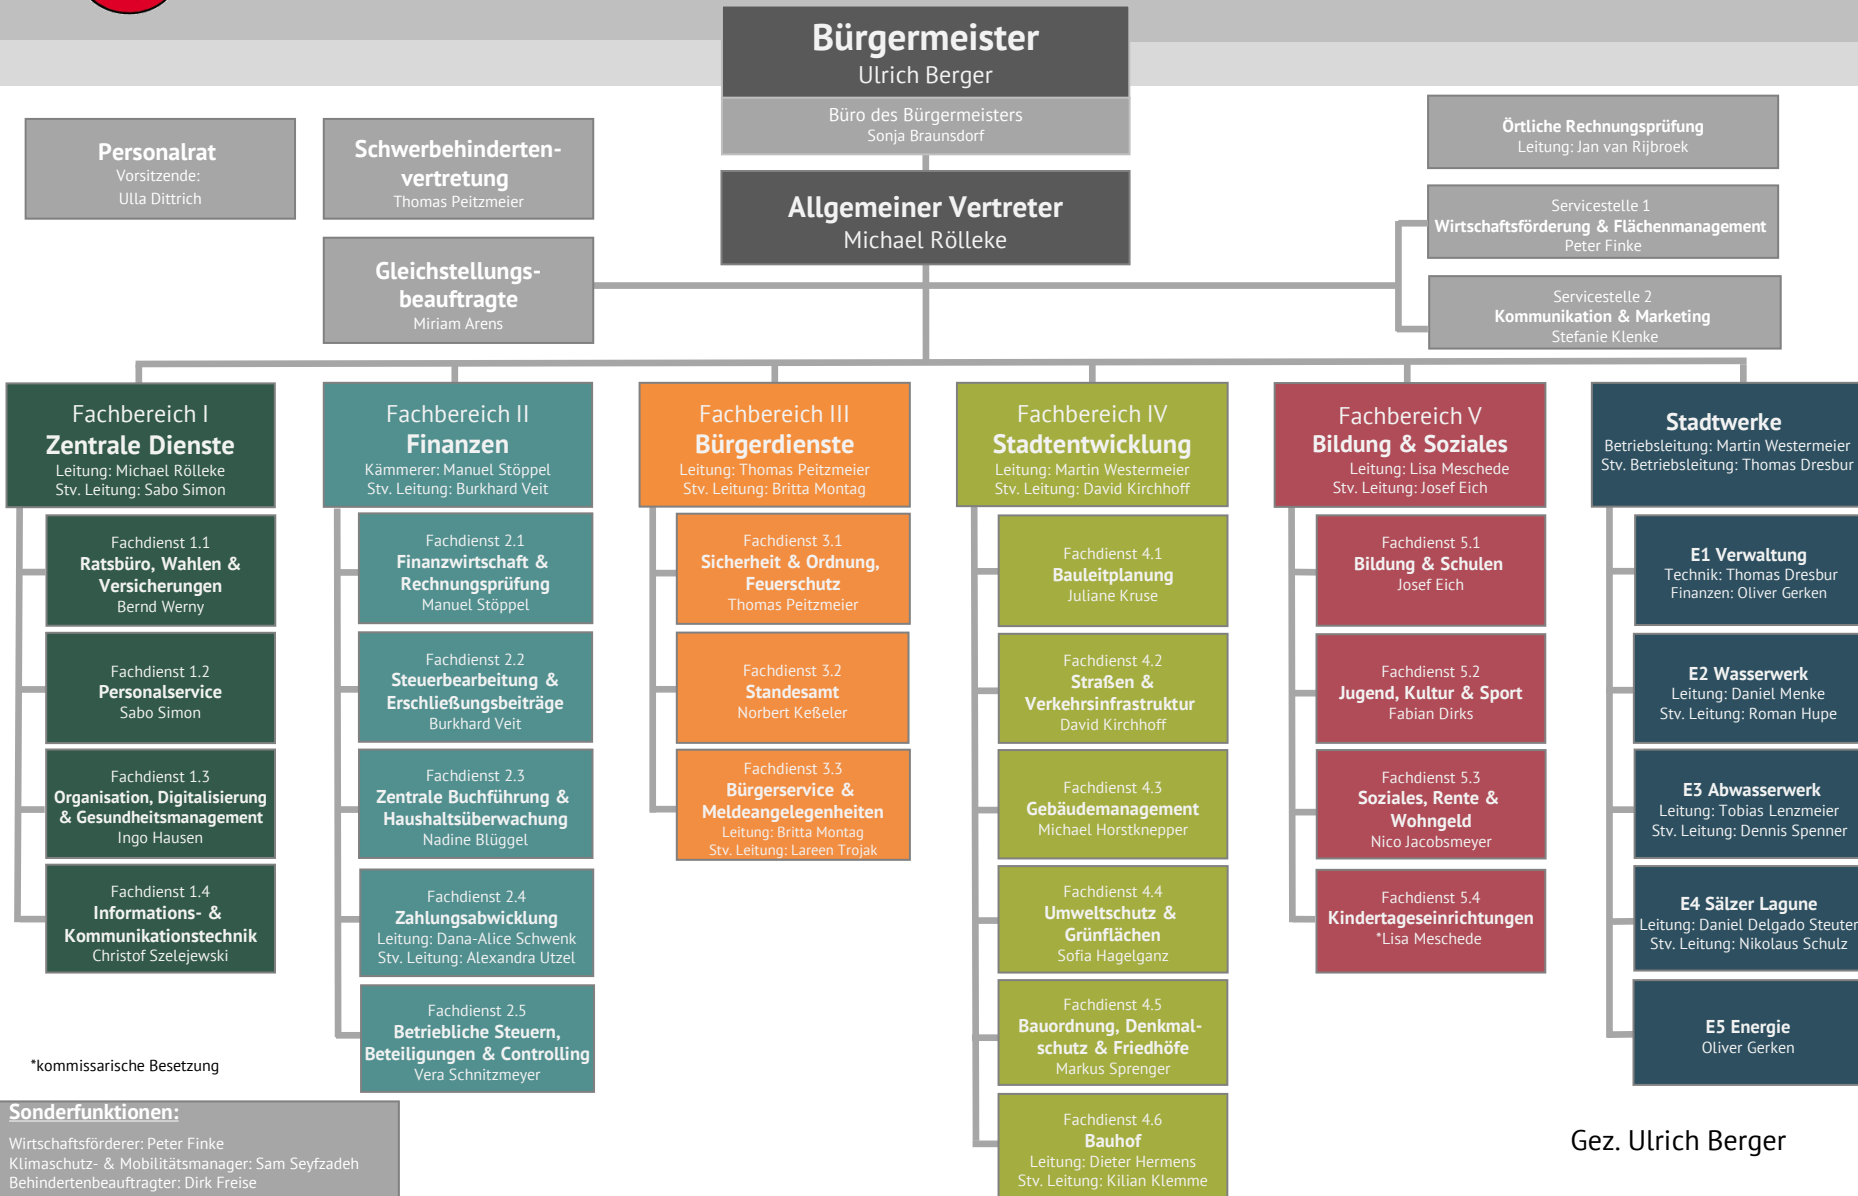 Bürgermeister
Ulrich Berger
Büro des Bürgermeisters
Sonja Braunsdorf
Personalrat
Vorsitzende:
Ulla Dittrich
Schwerbehinderten-
vertretung
Thomas Peitzmeier
Gleichstellungs-
beauftragte
Miriam Arens
Allgemeiner Vertreter
Michael Rölleke
Örtliche Rechnungsprüfung
Leitung: Jan van Rijbroek
Servicestelle 1
Wirtschaftsförderung & Flächenmanagement
Peter Finke
Servicestelle 2
Kommunikation & Marketing
Stefanie Klenke
Fachbereich I
Zentrale Dienste
Leitung: Michael Rölleke
Stv. Leitung: Sabo Simon
Fachdienst 1.1
Ratsbüro, Wahlen &
Versicherungen
Bernd Werny
Fachdienst 1.2
Personalservice
Sabo Simon
Fachdienst 1.3
Organisation, Digitalisierung
& Gesundheitsmanagement
Ingo Hausen
Fachdienst 1.4
Informations- &
Kommunikationstechnik
Christof Szelejewski
Fachbereich II
Finanzen
Kämmerer: Manuel Stöppel
Stv. Leitung: Burkhard Veit
Fachdienst 2.1
Finanzwirtschaft &
Rechnungsprüfung
Manuel Stöppel
Fachdienst 2.2
Steuerbearbeitung &
Erschließungsbeiträge
Burkhard Veit
Fachdienst 2.3
Zentrale Buchführung &
Haushaltsüberwachung
Nadine Blüggel
Fachdienst 2.4
Zahlungsabwicklung
Leitung: Dana-Alice Schwenk
Stv. Leitung: Alexandra Utzel
Fachdienst 2.5
Betriebliche Steuern,
Beteiligungen & Controlling
Vera Schnitzmeyer
Fachbereich III
Bürgerdienste
Leitung: Thomas Peitzmeier
Stv. Leitung: Britta Montag
Fachdienst 3.1
Sicherheit & Ordnung,
Feuerschutz
Thomas Peitzmeier
Fachdienst 3.2
Standesamt
Norbert Keßeler
Fachdienst 3.3
Bürgerservice &
Meldeangelegenheiten
Leitung: Britta Montag
Stv. Leitung: Lareen Trojak
Fachbereich IV
Stadtentwicklung
Leitung: Martin Westermeier
Stv. Leitung: David Kirchhoff
Fachdienst 4.1
Bauleitplanung
Juliane Kruse
Fachdienst 4.2
Straßen &
Verkehrsinfrastruktur
David Kirchhoff
Fachdienst 4.3
Gebäudemanagement
Michael Horstknepper
Fachdienst 4.4
Umweltschutz &
Grünflächen
Sofia Hagelganz
Fachdienst 4.5
Bauordnung, Denkmal-
schutz & Friedhöfe
Markus Sprenger
Fachdienst 4.6
Bauhof
Leitung: Dieter Hermens
Stv. Leitung: Kilian Klemme
Fachbereich V
Bildung & Soziales
Leitung: Lisa Meschede
Stv. Leitung: Josef Eich
Fachdienst 5.1
Bildung & Schulen
Josef Eich
Fachdienst 5.2
Jugend, Kultur & Sport
Fabian Dirks
Fachdienst 5.3
Soziales, Rente &
Wohngeld
Nico Jacobsmeyer
Fachdienst 5.4
Kindertageseinrichtungen
*Lisa Meschede
Stadtwerke
Betriebsleitung: Martin Westermeier
Stv. Betriebsleitung: Thomas Dresbur
E1 Verwaltung
Technik: Thomas Dresbur
Finanzen: Oliver Gerken
E2 Wasserwerk
Leitung: Daniel Menke
Stv. Leitung: Roman Hupe
E3 Abwasserwerk
Leitung: Tobias Lenzmeier
Stv. Leitung: Dennis Spenner
E4 Sälzer Lagune
Leitung: Daniel Delgado Steuter
Stv. Leitung: Nikolaus Schulz
E5 Energie
Oliver Gerken
*kommissarische Besetzung
Sonderfunktionen:
Wirtschaftsförderer: Peter Finke
Klimaschutz- & Mobilitätsmanager: Sam Seyfzadeh
Behindertenbeauftragter: Dirk Freise
Gez. Ulrich Berger